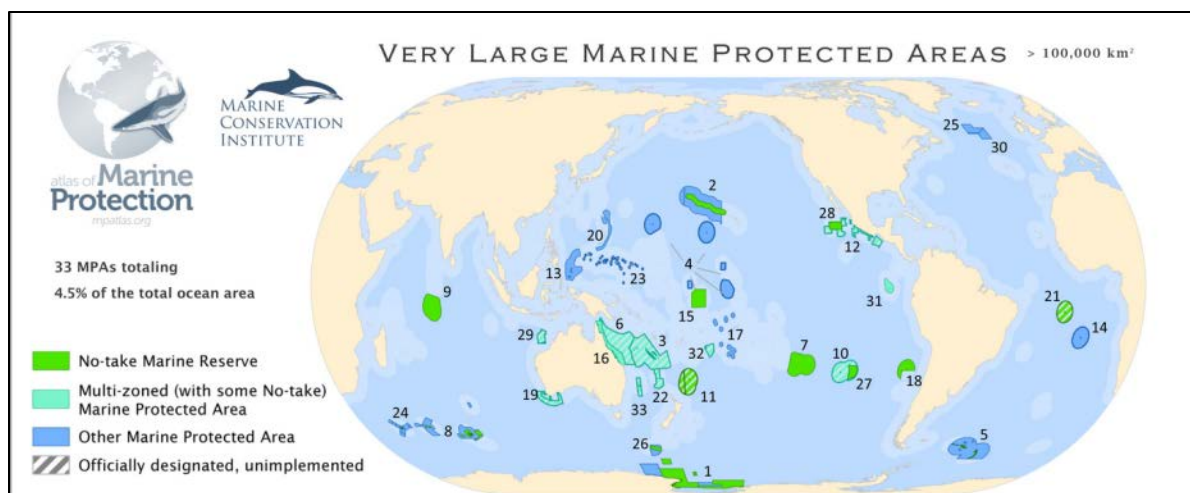 VERY LARGE MARINE PROTECTED AREAS > 100,000 km²
MARINE
CONSERVATION
INSTITUTE
atlas of Marine
Protection
mpatlas.org
33 MPAs totaling
4.5% of the total ocean area
No-take Marine Reserve
Multi-zoned (with some No-take)
Marine Protected Area
Other Marine Protected Area
Officially designated, unimplemented
25
30
2
28
12
20
13
4
23
9
31
15
21
14
6
29
3
17
16
32
7
10
18
27
19
22
11
33
24
8
26
5
1